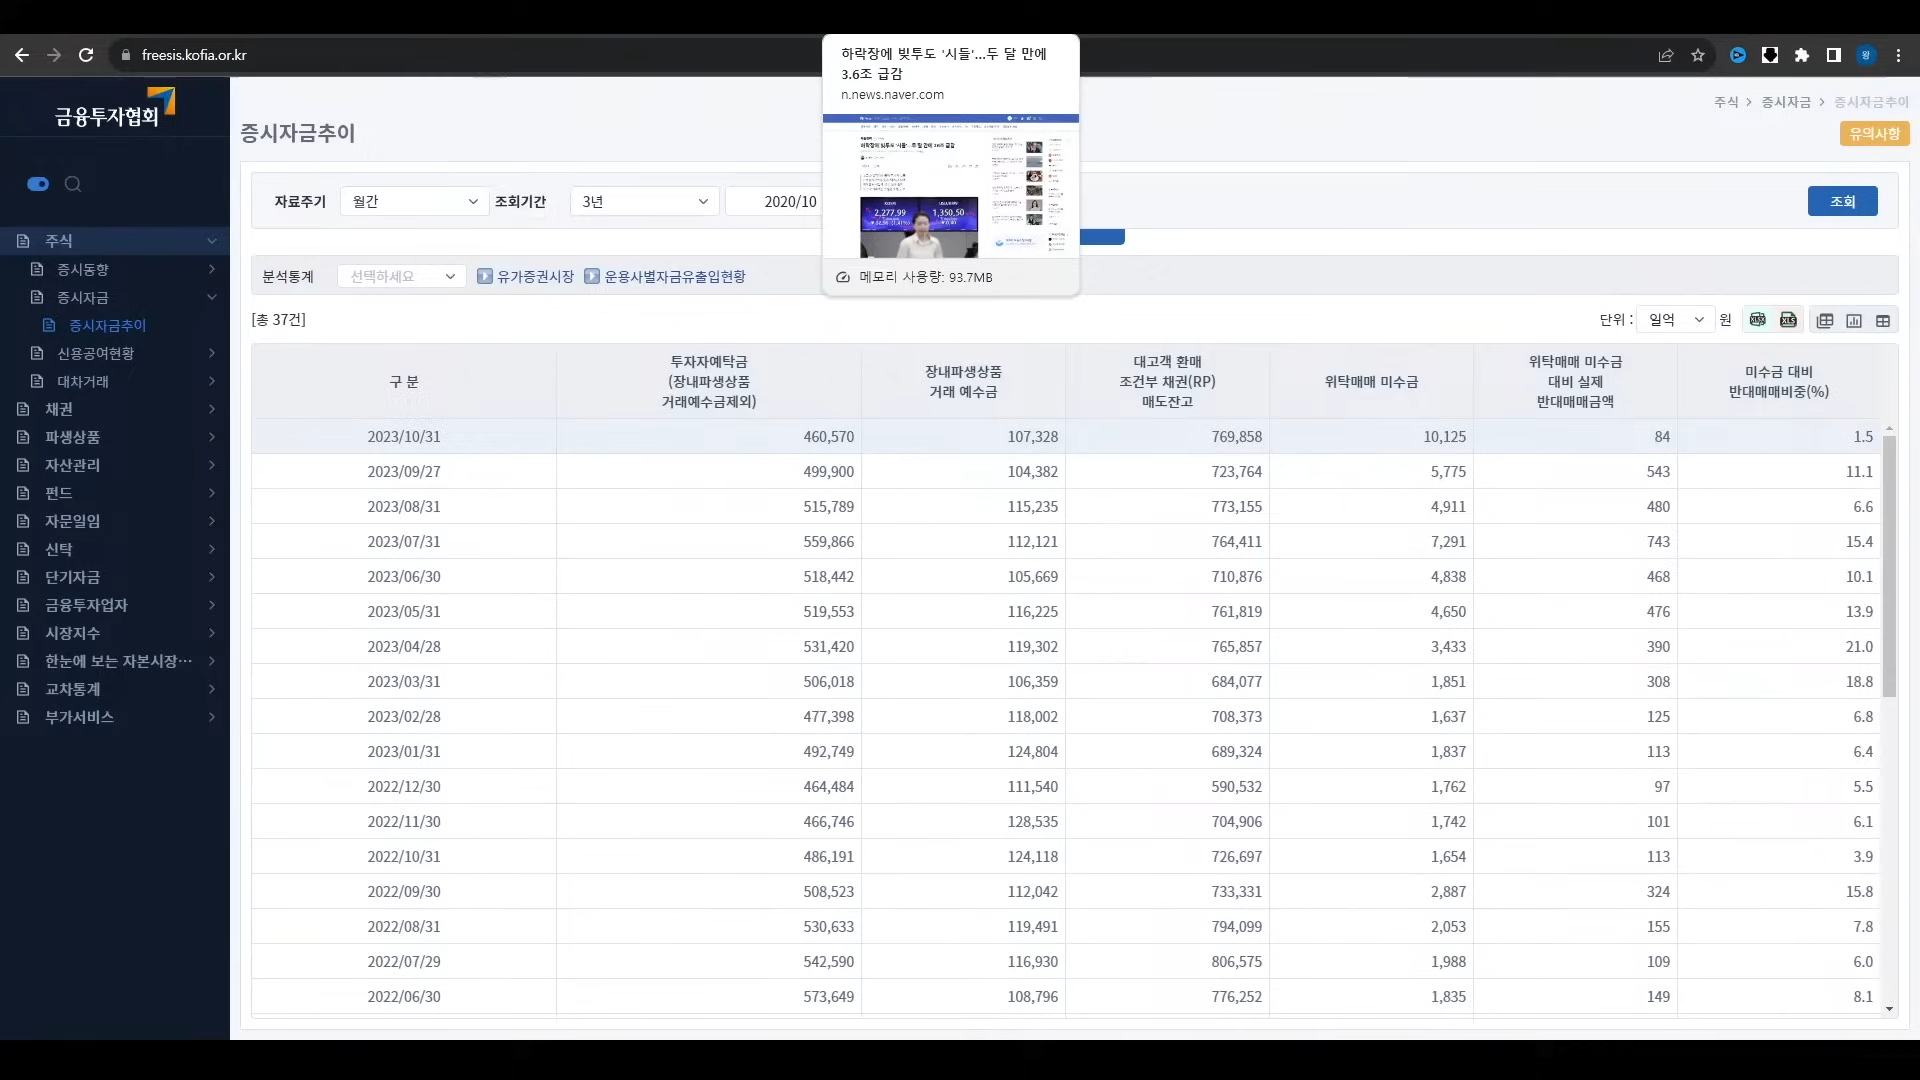 하락장에 빚투도 '시들'...두 달 만에
3.6조 급감
n.news.naver.com
freesis.kofia.or.kr
왕
금융투자협회
주식 > 증시자금 > 증시자금추이
증시자금추이
유의사항
자료주기 월간 조회기간 3년 2020/10
조회
2,277.99
1,350.50
메모리 사용량: 93.7MB
분석통계 선택하세요 유가증권시장 운용사별자금유출입현황
[총 37건]
단위 : 일억 원
XLSX XLS
주식
증시동향
증시자금
증시자금추이
신용공여현황
대차거래
채권
파생상품
자산관리
펀드
자문일임
신탁
단기자금
금융투자업자
시장지수
한눈에 보는 자본시장···
교차통계
부가서비스
구 분
투자자예탁금
(장내파생상품
거래예수금제외)
장내파생상품
거래 예수금
대고객 환매
조건부 채권(RP)
매도잔고
위탁매매 미수금
위탁매매 미수금
대비 실제
반대매매금액
미수금 대비
반대매매비중(%)
2023/10/31 460,570 107,328 769,858 10,125 84 1.5
2023/09/27 499,900 104,382 723,764 5,775 543 11.1
2023/08/31 515,789 115,235 773,155 4,911 480 6.6
2023/07/31 559,866 112,121 764,411 7,291 743 15.4
2023/06/30 518,442 105,669 710,876 4,838 468 10.1
2023/05/31 519,553 116,225 761,819 4,650 476 13.9
2023/04/28 531,420 119,302 765,857 3,433 390 21.0
2023/03/31 506,018 106,359 684,077 1,851 308 18.8
2023/02/28 477,398 118,002 708,373 1,637 125 6.8
2023/01/31 492,749 124,804 689,324 1,837 113 6.4
2022/12/30 464,484 111,540 590,532 1,762 97 5.5
2022/11/30 466,746 128,535 704,906 1,742 101 6.1
2022/10/31 486,191 124,118 726,697 1,654 113 3.9
2022/09/30 508,523 112,042 733,331 2,887 324 15.8
2022/08/31 530,633 119,491 794,099 2,053 155 7.8
2022/07/29 542,590 116,930 806,575 1,988 109 6.0
2022/06/30 573,649 108,796 776,252 1,835 149 8.1